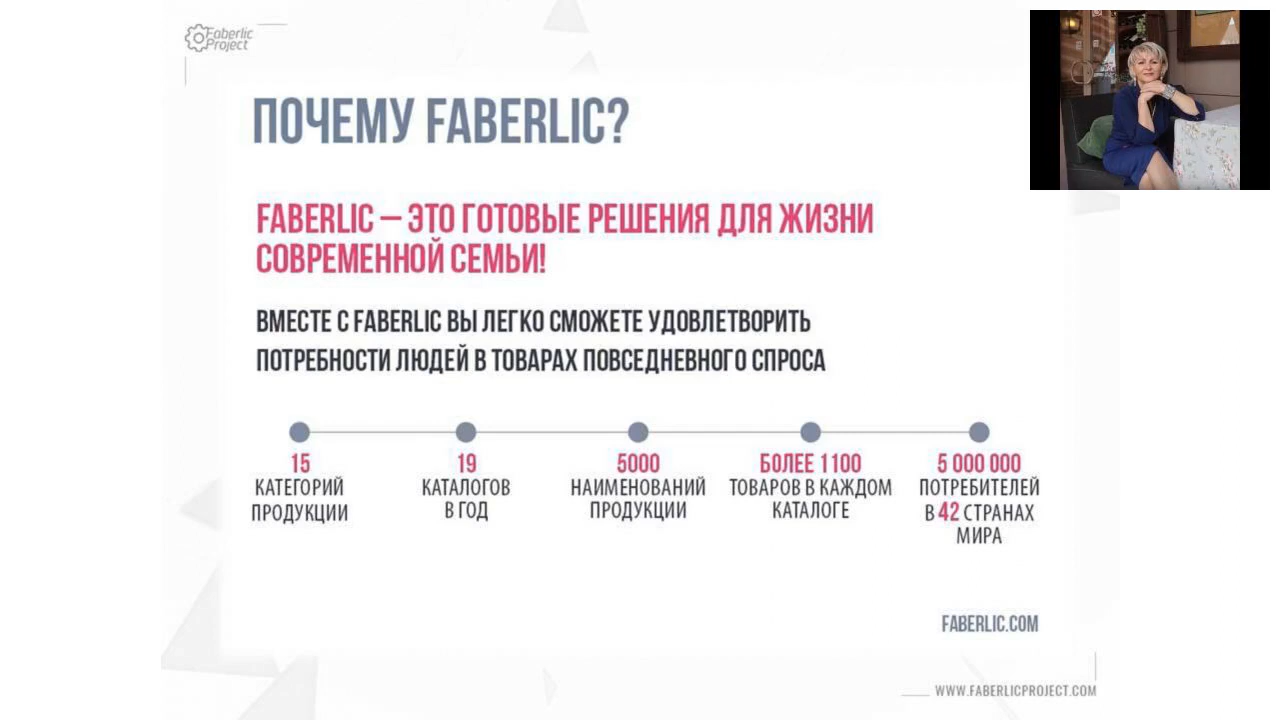 Faberlic
Project
ПОЧЕМУ FABERLIC?
FABERLIC – ЭТО ГОТОВЫЕ РЕШЕНИЯ ДЛЯ ЖИЗНИ
СОВРЕМЕННОЙ СЕМЬИ!
ВМЕСТЕ С FABERLIC ВЫ ЛЕГКО СМОЖЕТЕ УДОВЛЕТВОРИТЬ
ПОТРЕБНОСТИ ЛЮДЕЙ В ТОВАРАХ ПОВСЕДНЕВНОГО СПРОСА
15
КАТЕГОРИЙ
ПРОДУКЦИИ
19
КАТАЛОГОВ
В ГОД
5000
НАИМЕНОВАНИЙ
ПРОДУКЦИИ
БОЛЕЕ 1100
ТОВАРОВ В КАЖДОМ
КАТАЛОГЕ
5 000 000
ПОТРЕБИТЕЛЕЙ
В 42 СТРАНАХ
МИРА
FABERLIC.COM
WWW.FABERLICPROJECT.COM